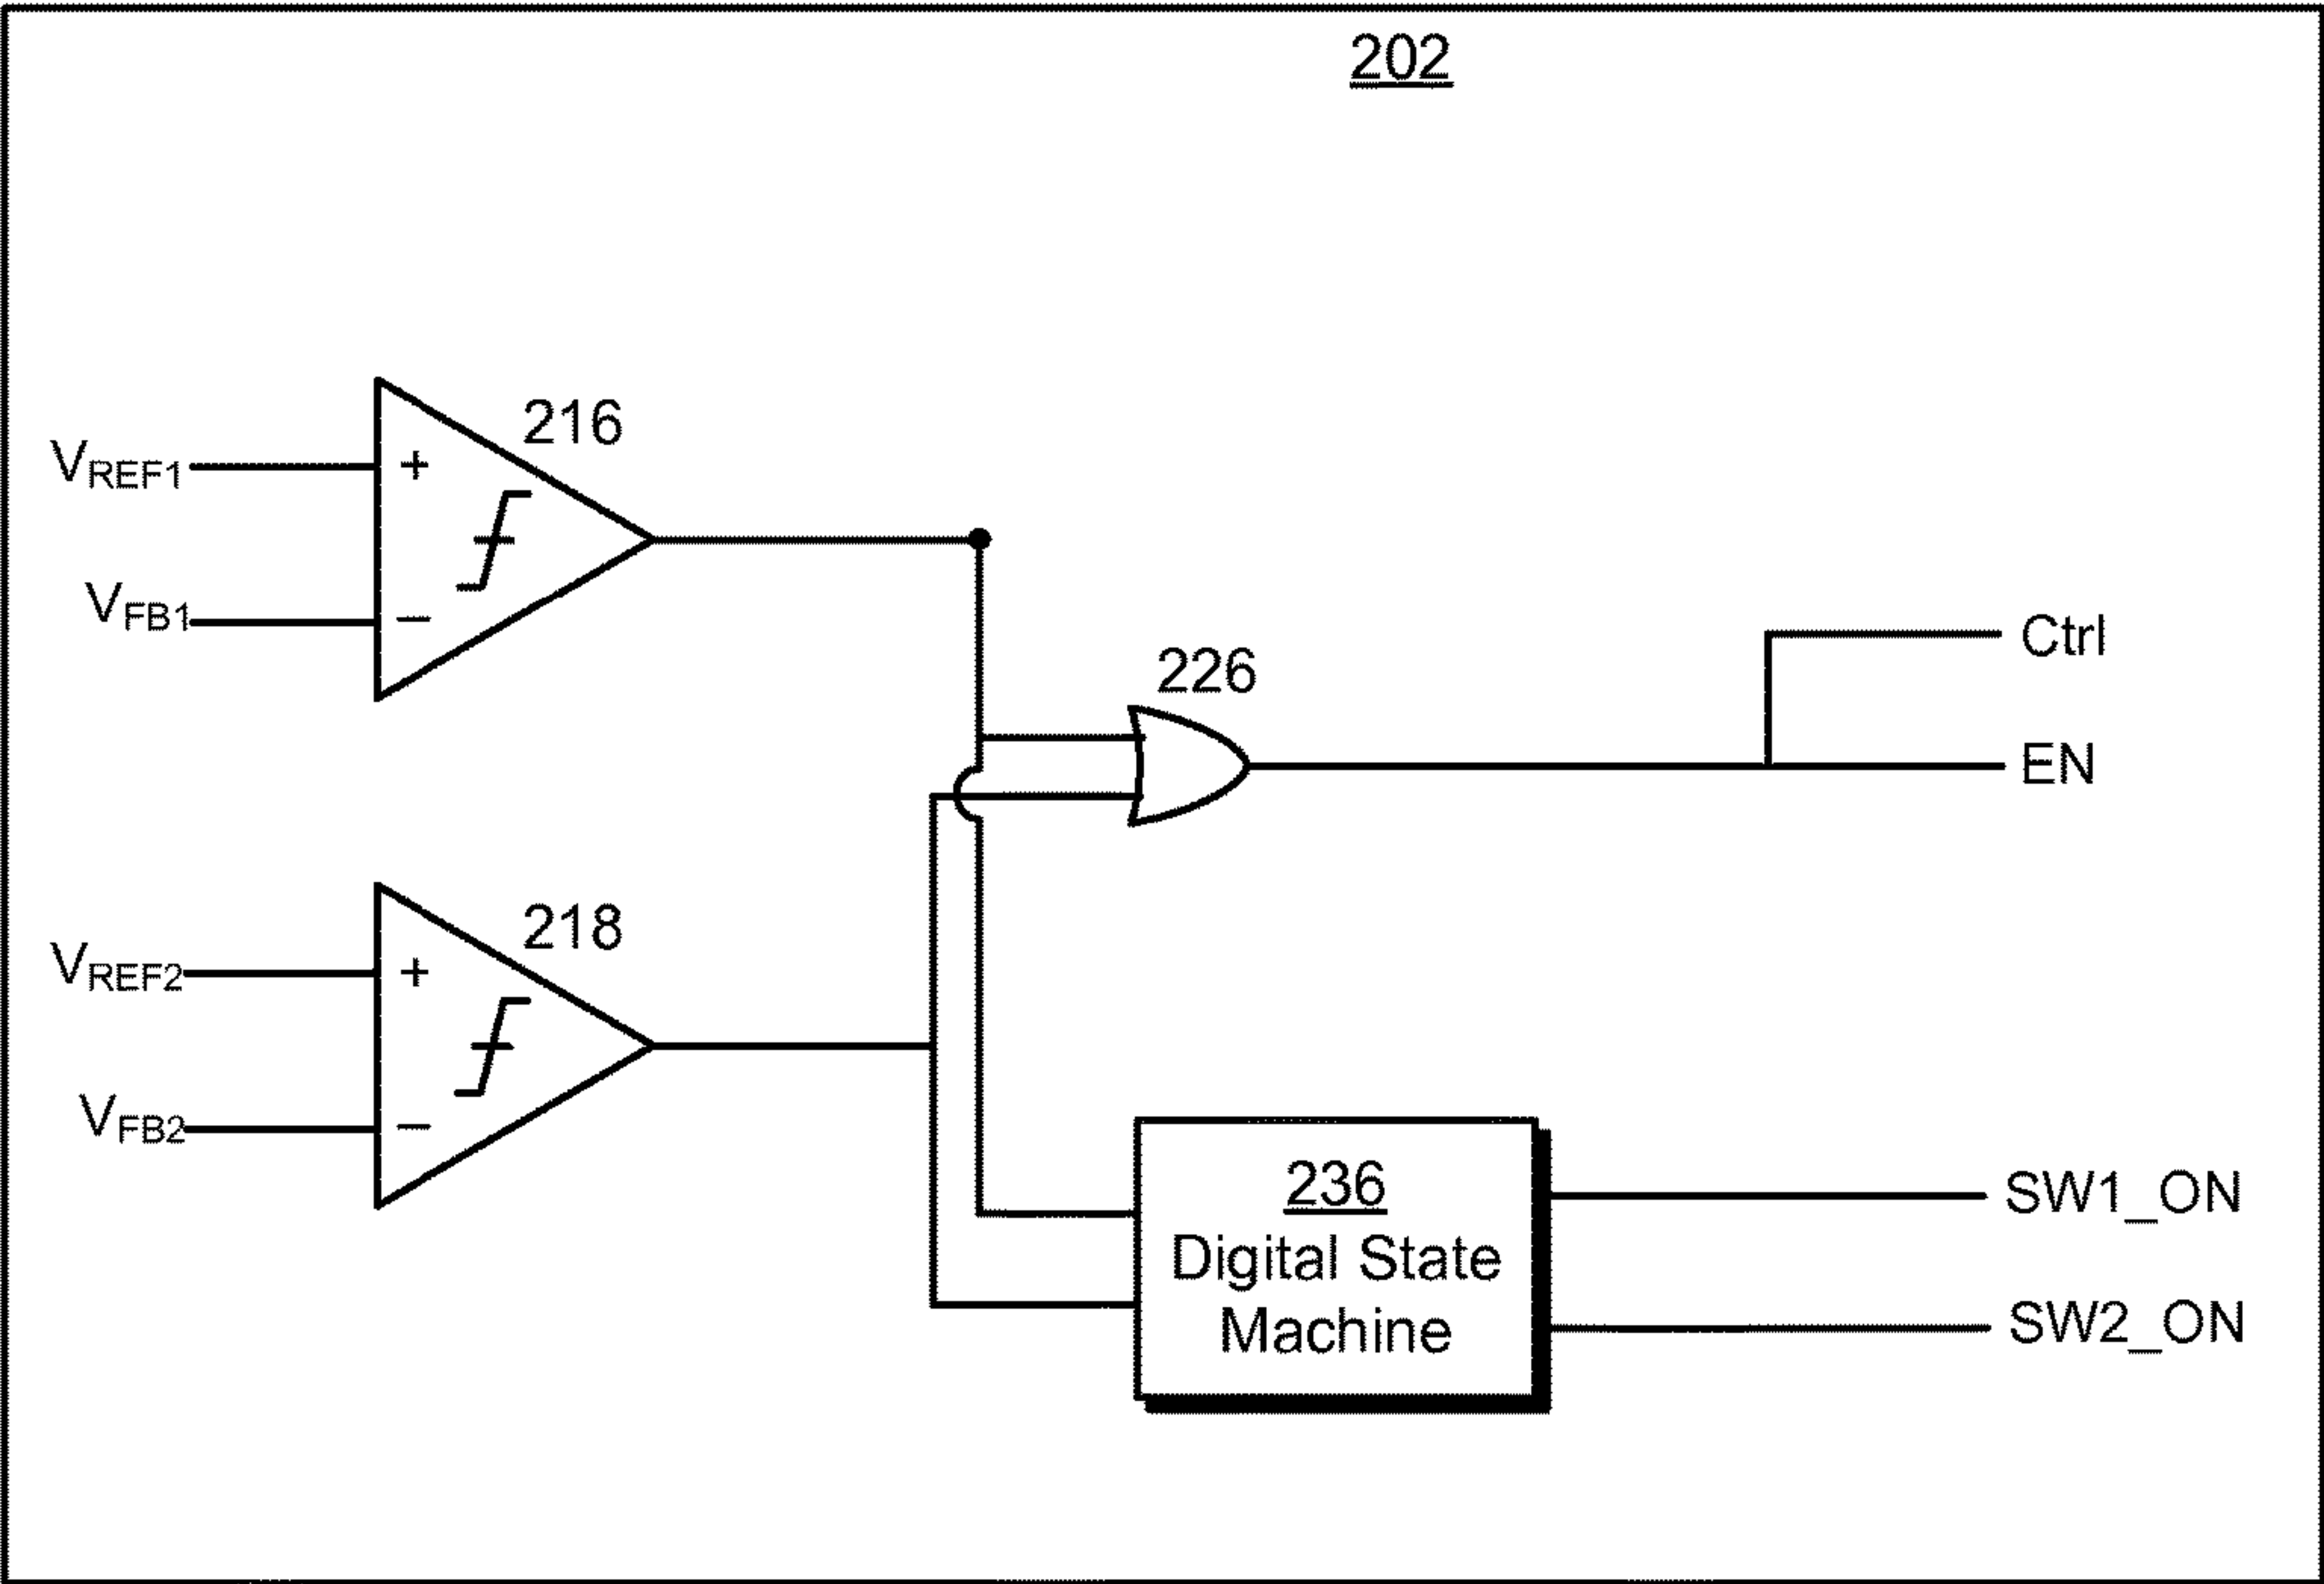 202
216
VREF1
+
VFB1
−
226
Ctrl
EN
218
VREF2
+
VFB2
−
236
Digital State
Machine
SW1_ON
SW2_ON